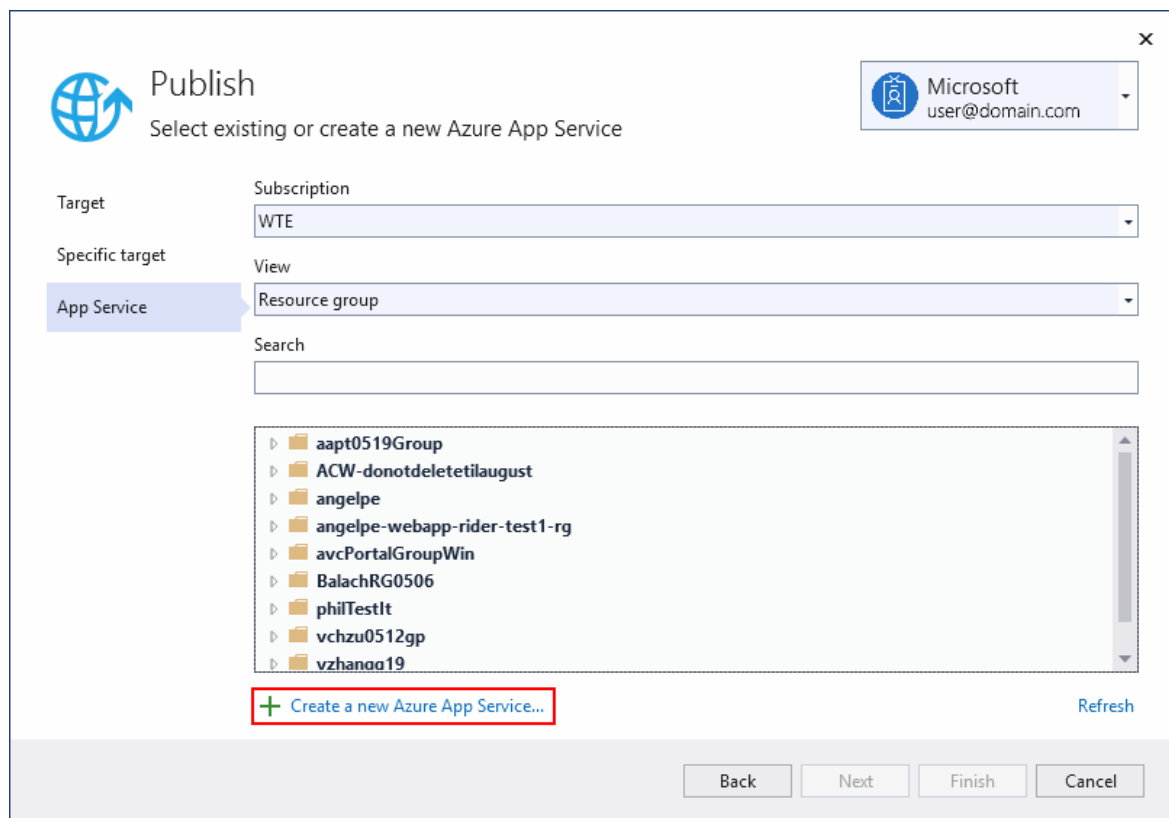 Publish
Select existing or create a new Azure App Service
Microsoft
user@domain.com
Target
Specific target
App Service
Subscription
WTE
View
Resource group
Search
aapt0519Group
ACW-donotdeletetilaugust
angelpe
angelpe-webapp-rider-test1-rg
avcPortalGroupWin
BalachRG0506
philTestIt
vchzu0512gp
vzhangq19
Create a new Azure App Service...
Refresh
Back
Next
Finish
Cancel